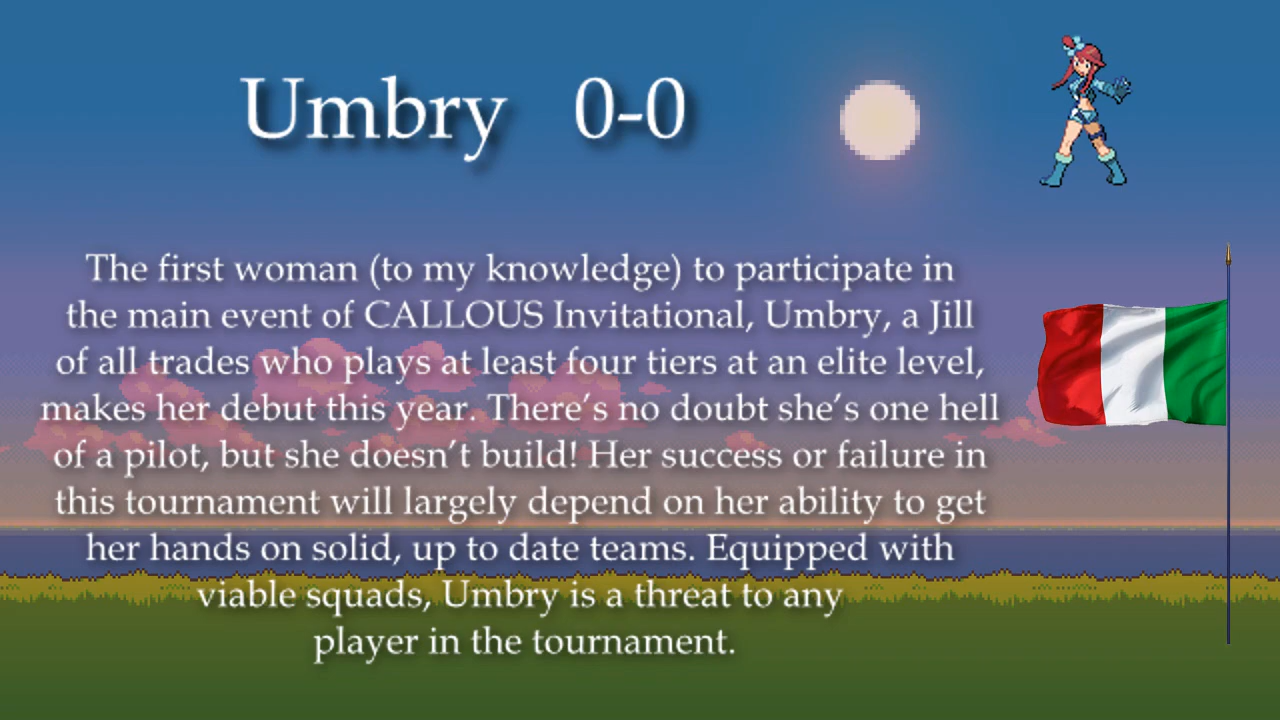 Umbry 0-0
The first woman (to my knowledge) to participate in
the main event of CALLOUS Invitational, Umbry, a Jill
of all trades who plays at least four tiers at an elite level,
makes her debut this year. There’s no doubt she’s one hell
of a pilot, but she doesn’t build! Her success or failure in
this tournament will largely depend on her ability to get
her hands on solid, up to date teams. Equipped with
viable squads, Umbry is a threat to any
player in the tournament.